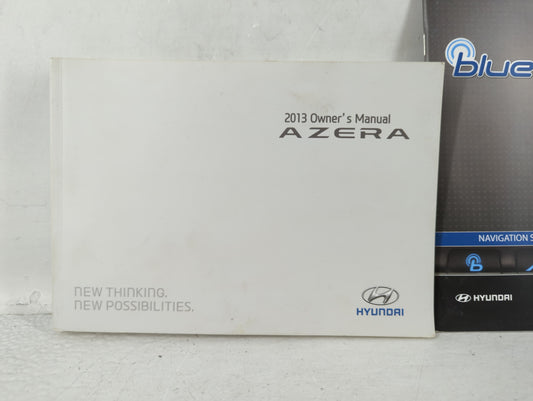 2013 Owner's Manual
AZERA
NEW THINKING.
NEW POSSIBILITIES.
HYUNDAI
blue
NAVIGATION S
HYUNDAI